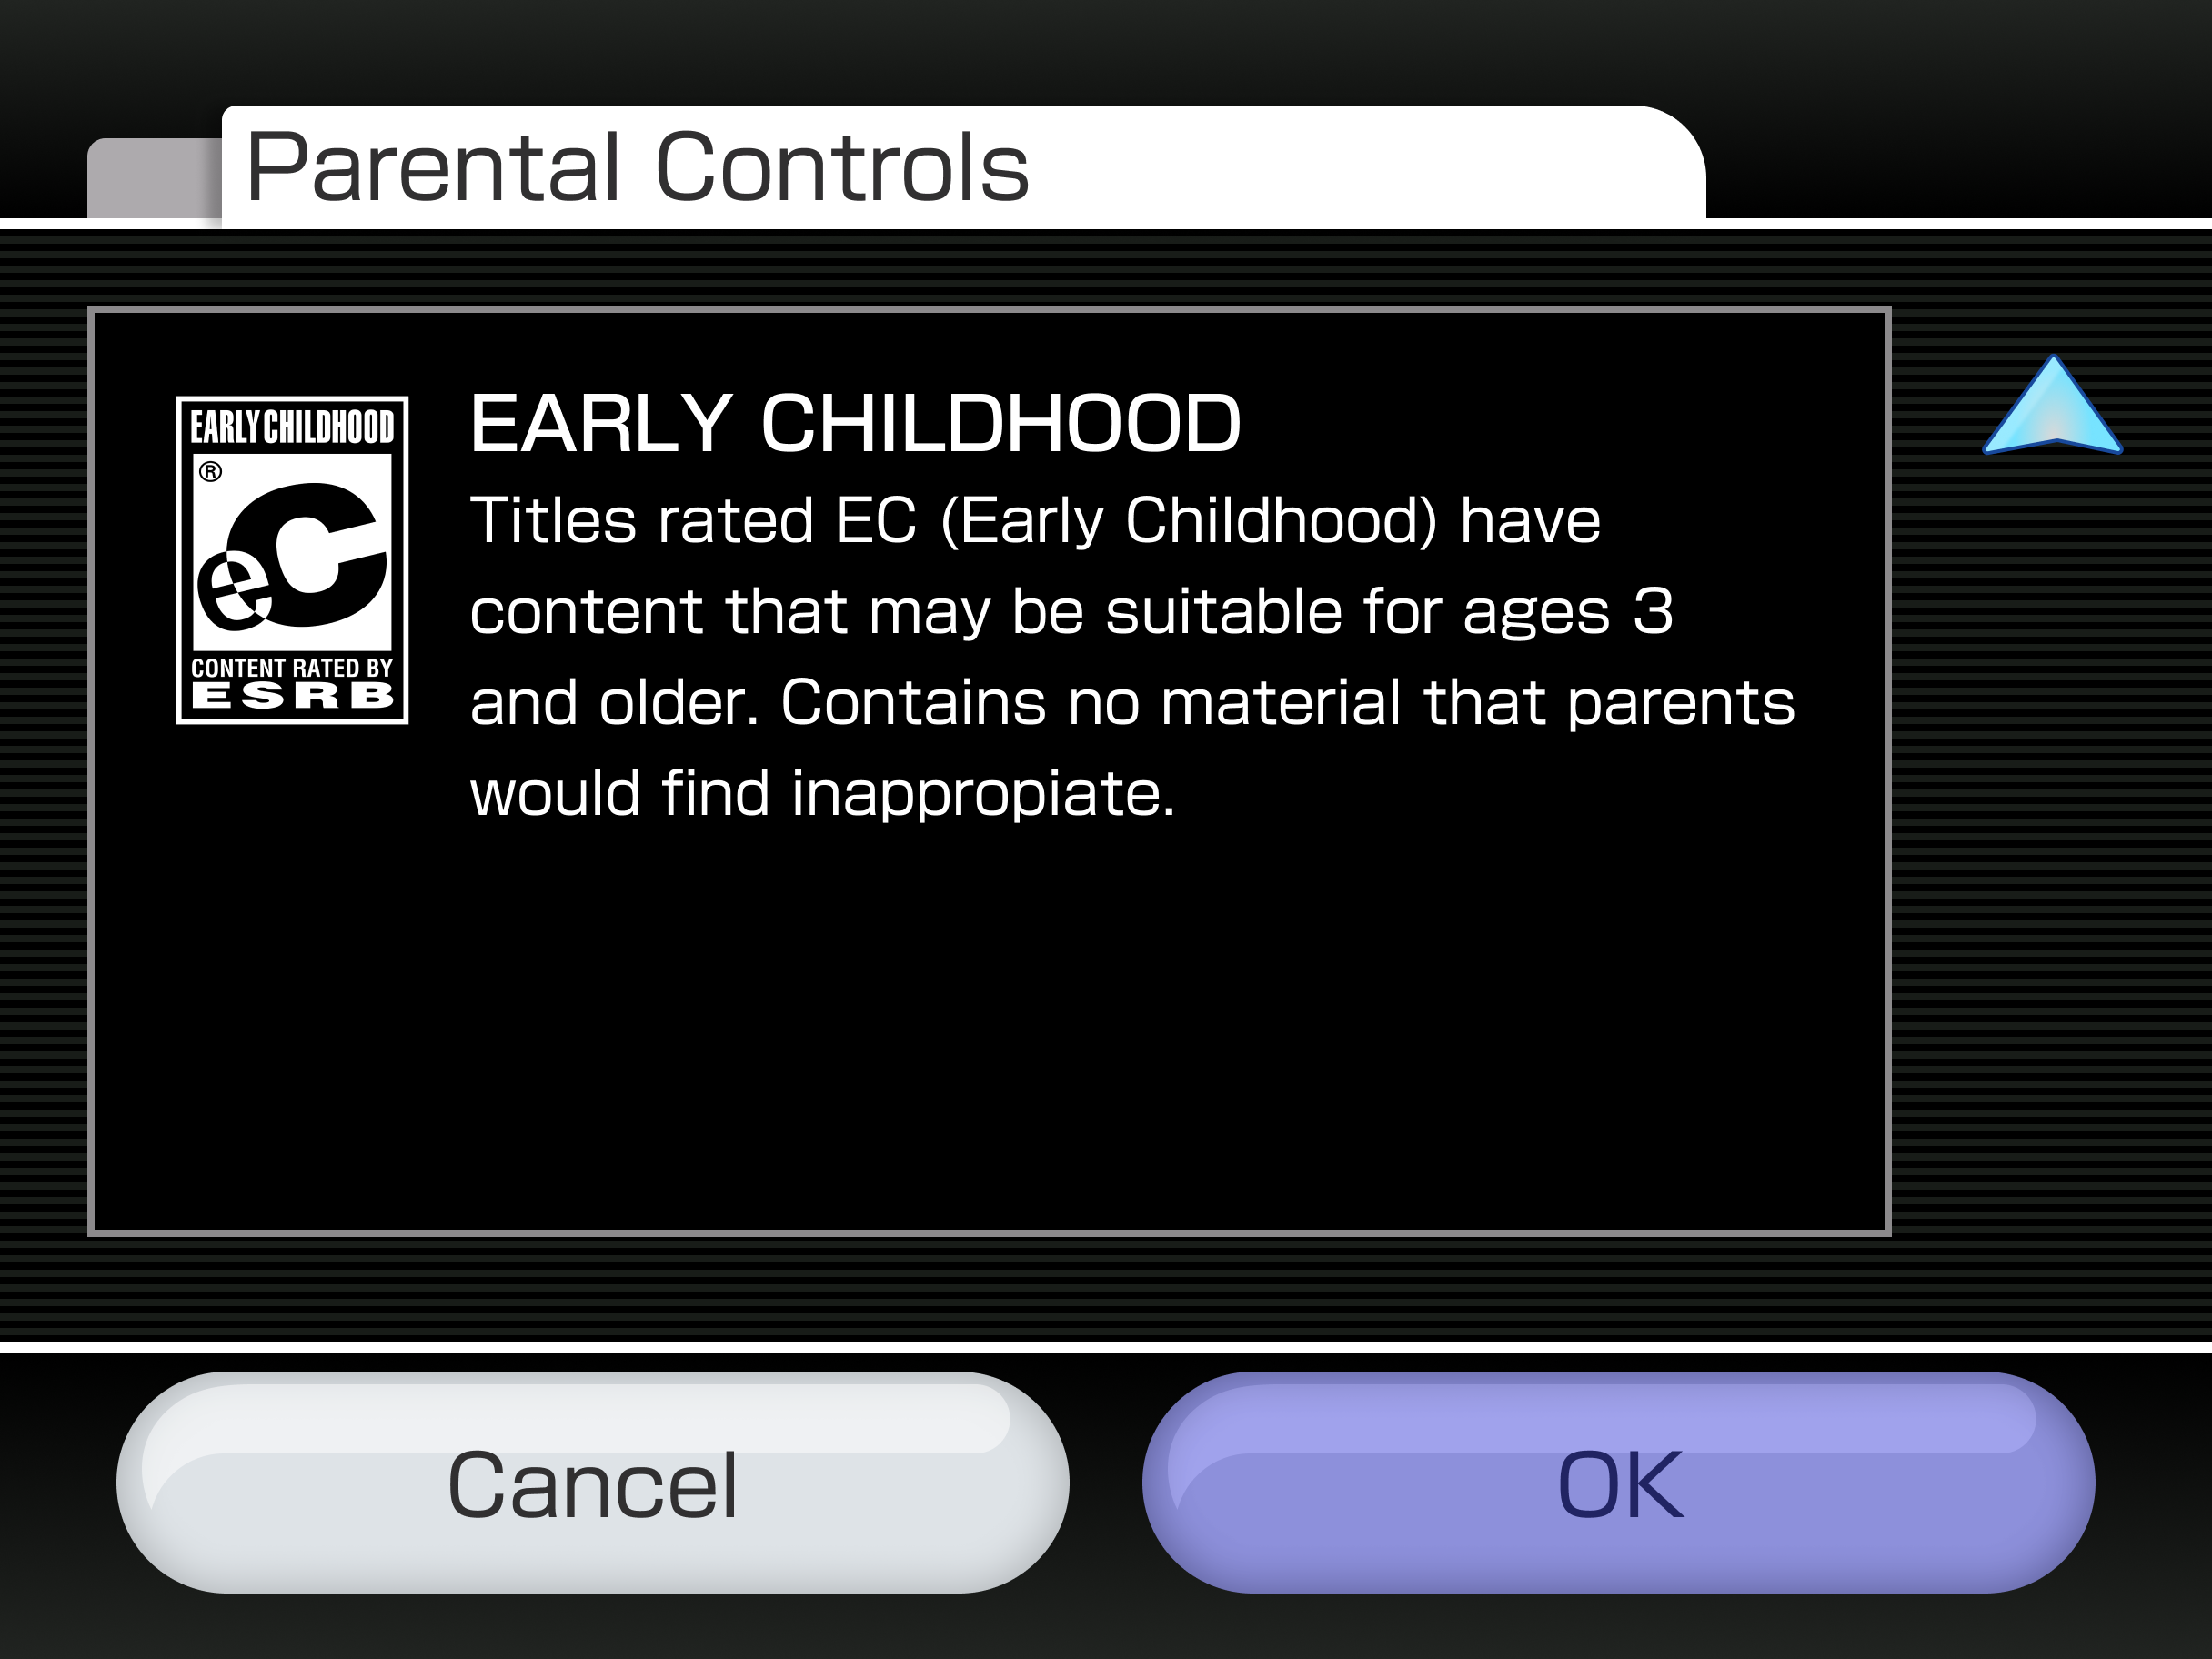 Parental Controls
EARLY CHILDHOOD
®
eC
CONTENT RATED BY
ESRB
EARLY CHILDHOOD
Titles rated EC (Early Childhood) have
content that may be suitable for ages 3
and older. Contains no material that parents
would find inappropiate.
Cancel
OK